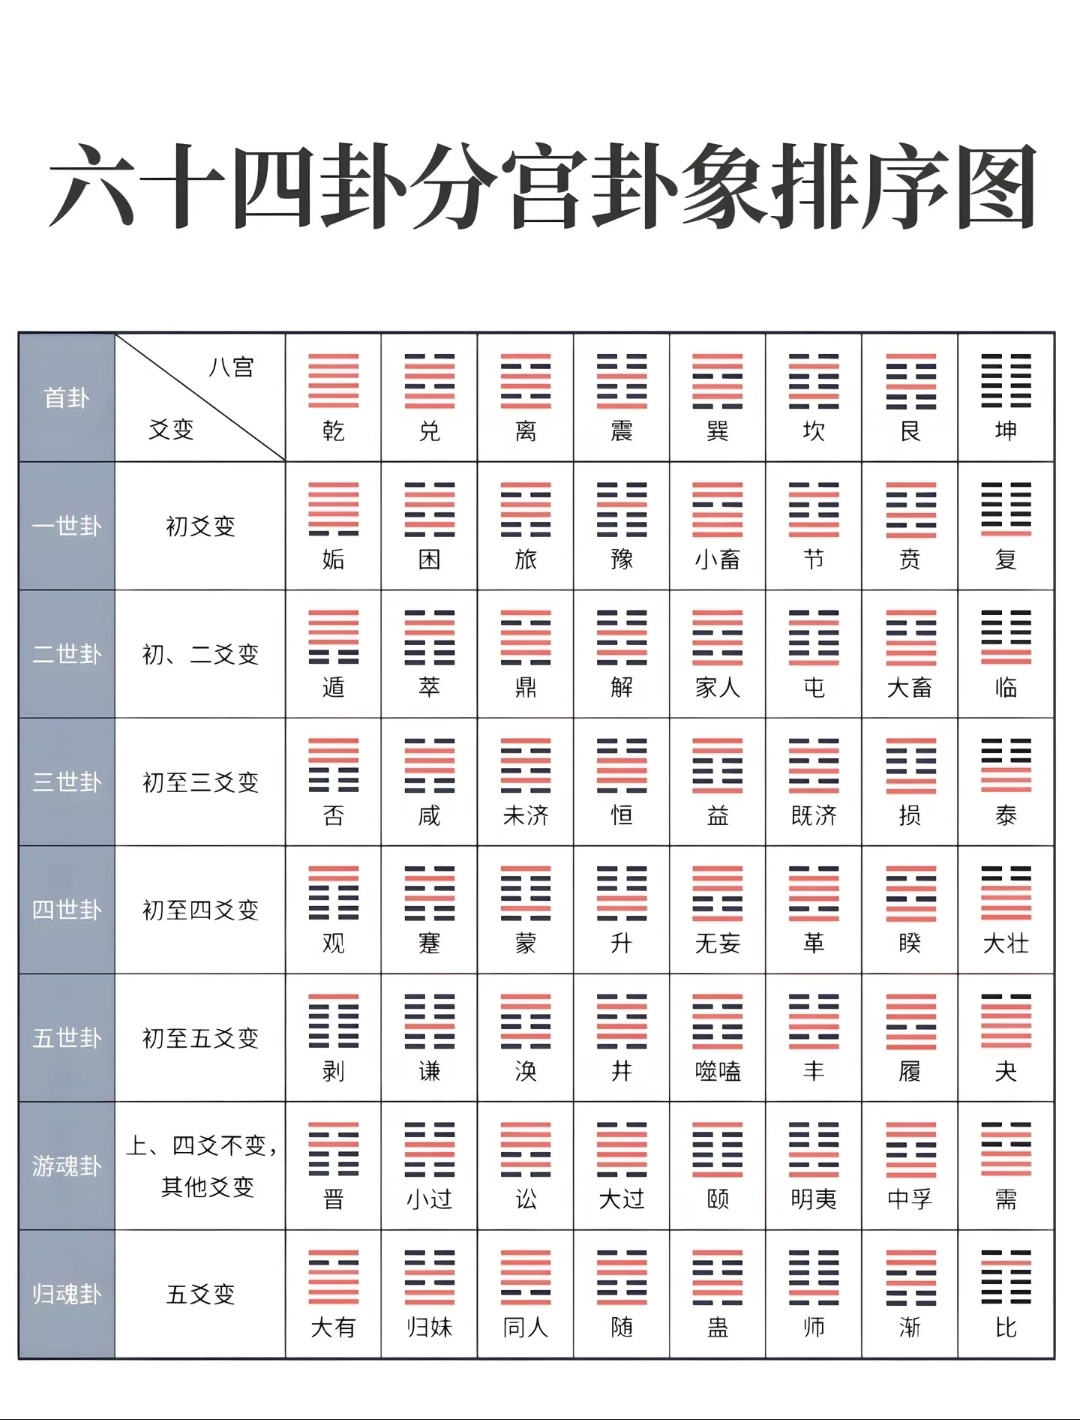 六十四卦分宫卦象排序图
首卦 八宫 爻变 乾 兑 离 震 巽 坎 艮 坤
一世卦 初爻变 姤 困 旅 豫 小畜 节 贲 复
二世卦 初、二爻变 遁 萃 鼎 解 家人 屯 大畜 临
三世卦 初至三爻变 否 咸 未济 恒 益 既济 损 泰
四世卦 初至四爻变 观 蹇 蒙 升 无妄 革 睽 大壮
五世卦 初至五爻变 剥 谦 涣 井 噬嗑 丰 履 夬
游魂卦 上、四爻不变，
其他爻变 晋 小过 讼 大过 颐 明夷 中孚 需
归魂卦 五爻变 大有 归妹 同人 随 蛊 师 渐 比